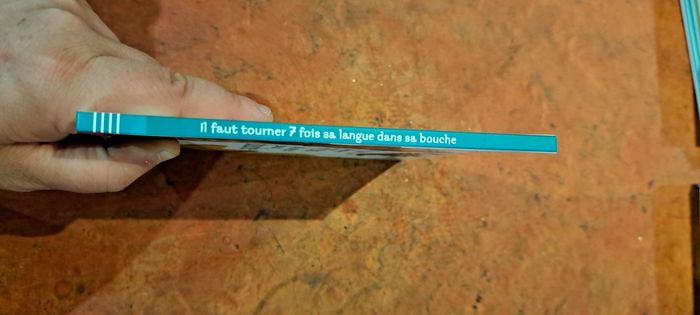 Il faut tourner 7 fois sa langue dans sa bouche